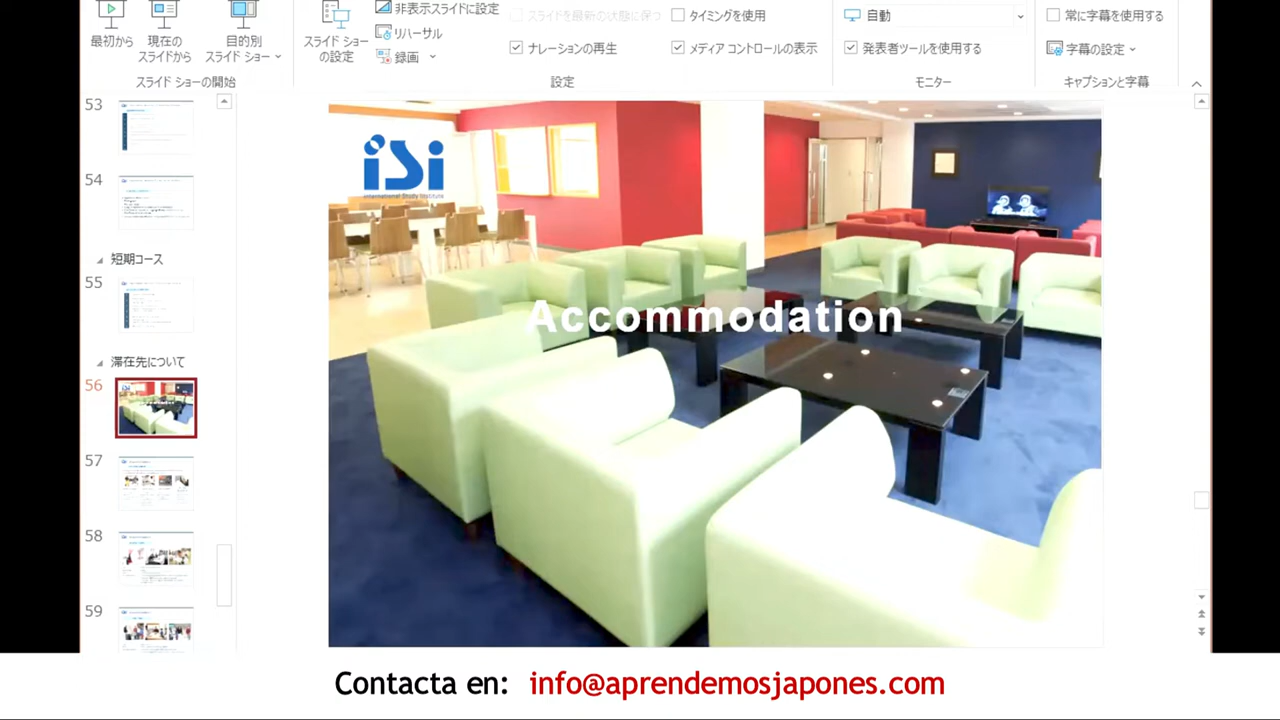 最初から
現在の
スライドから
目的別
スライド ショー
スライド ショー
の設定
非表示スライドに設定
リハーサル
録画
スライドを最新の状態に保つ
タイミングを使用
ナレーションの再生
メディア コントロールの表示
自動
発表者ツールを使用する
常に字幕を使用する
字幕の設定
スライド ショーの開始
設定
モニター
キャプションと字幕
53
54
短期コース
55
滞在先について
56
57
58
59
isi
International Study Institute
Accommodation
Contacta en: info@aprendemosjapones.com